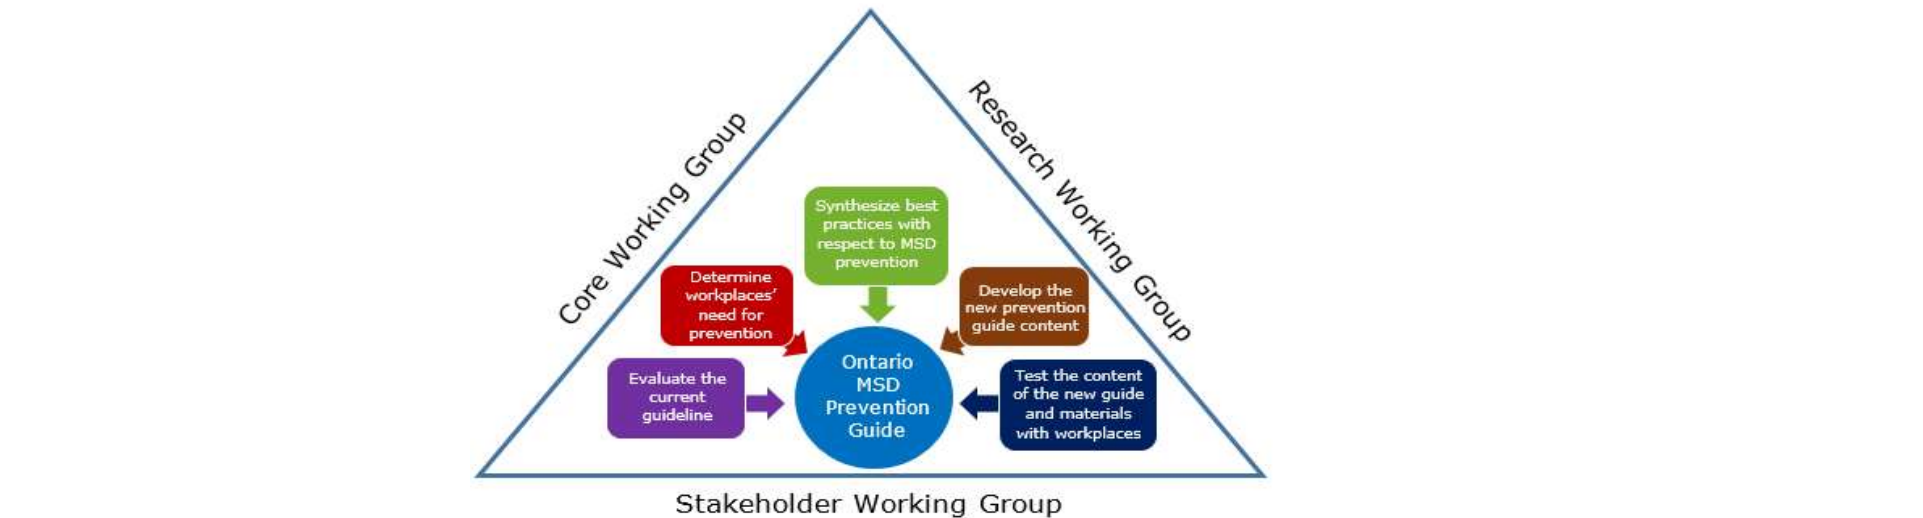 Core Working Group
Research Working Group
Synthesize best
practices with
respect to MSD
prevention
Determine
workplaces'
need for
prevention
Develop the
new prevention
guide content
Evaluate the
current
guideline
Ontario
MSD
Prevention
Guide
Test the content
of the new guide
and materials
with workplaces
Stakeholder Working Group